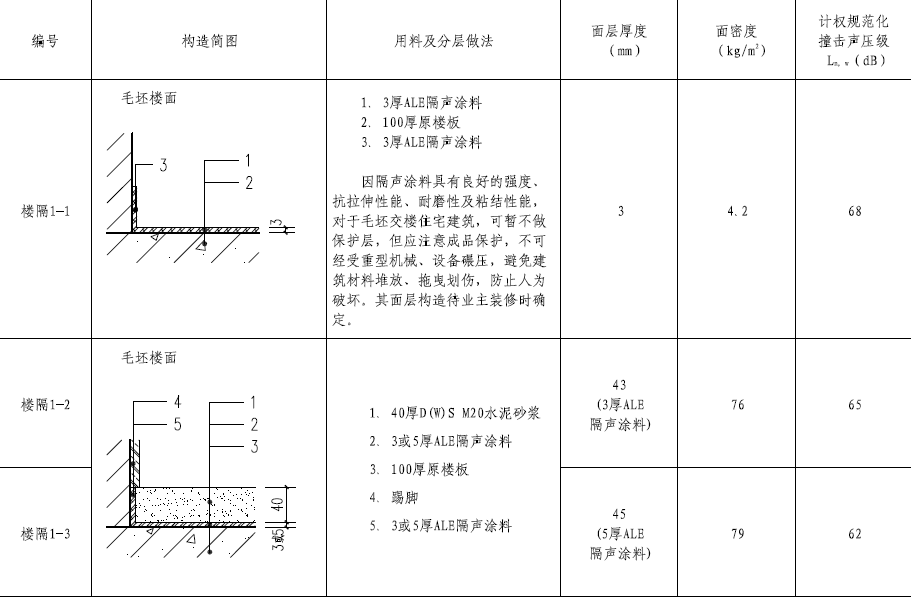 编号
构造简图
用料及分层做法
面层厚度
（mm）
面密度
（kg/m²）
计权规范化
撞击声压级
Ln, w（dB）
楼隔1-1
毛坯楼面
3
1
2
3
1. 3厚ALE隔声涂料
2. 100厚原楼板
3. 3厚ALE隔声涂料
因隔声涂料具有良好的强度、
抗拉伸性能、耐磨性及粘结性能，
对于毛坯交楼住宅建筑，可暂不做
保护层，但应注意成品保护，不可
经受重型机械、设备碾压，避免建
筑材料堆放、拖曳划伤，防止人为
破坏。其面层构造待业主装修时确
定。
3
4.2
68
楼隔1-2
毛坯楼面
4
5
1
2
3
40
3或5
1. 40厚D(W)S M20水泥砂浆
2. 3或5厚ALE隔声涂料
3. 100厚原楼板
4. 踢脚
5. 3或5厚ALE隔声涂料
43
(3厚ALE
隔声涂料)
76
65
楼隔1-3
45
(5厚ALE
隔声涂料)
79
62